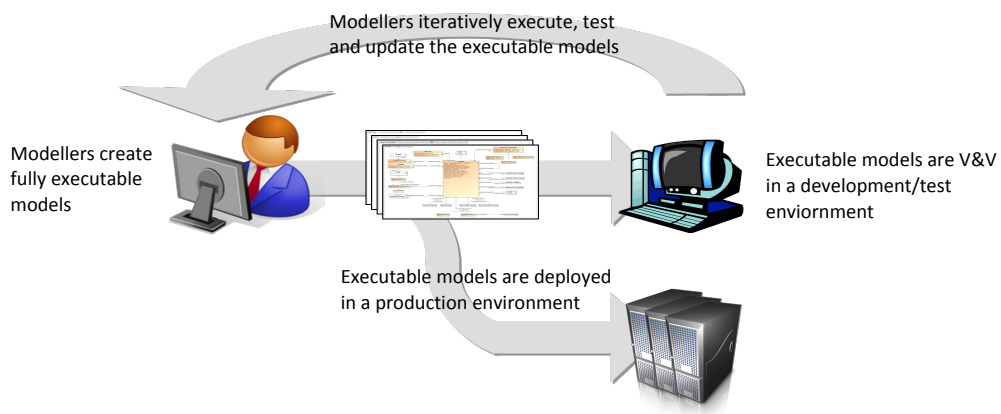 Modellers iteratively execute, test
and update the executable models
Modellers create
fully executable
models
Executable models are V&V
in a development/test
enviornment
Executable models are deployed
in a production environment